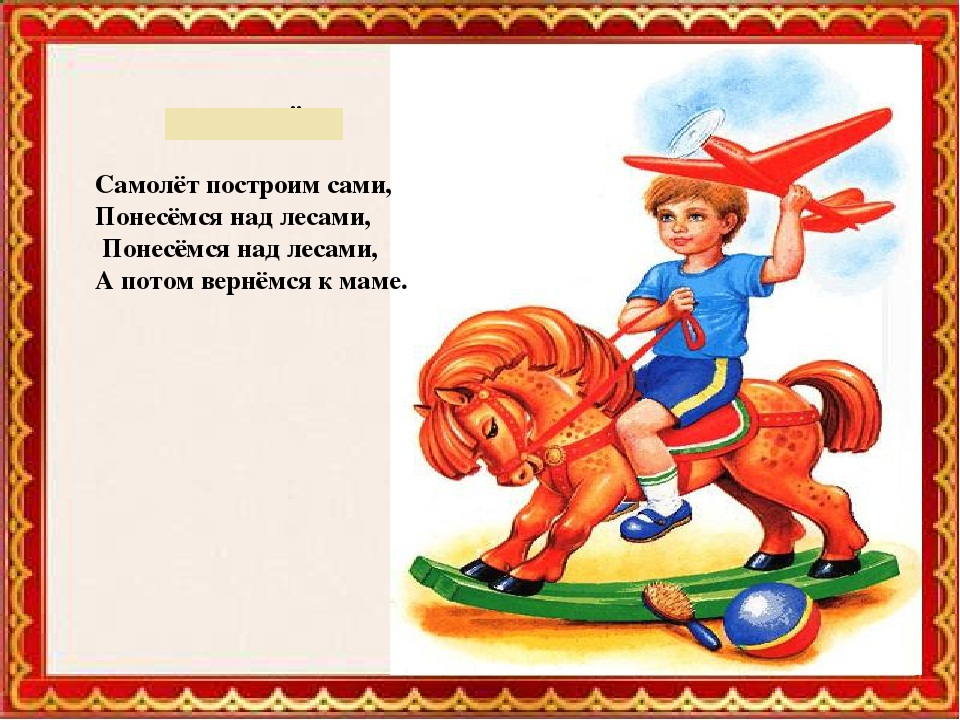 Самолёт построим сами,
Понесёмся над лесами,
Понесёмся над лесами,
А потом вернёмся к маме.